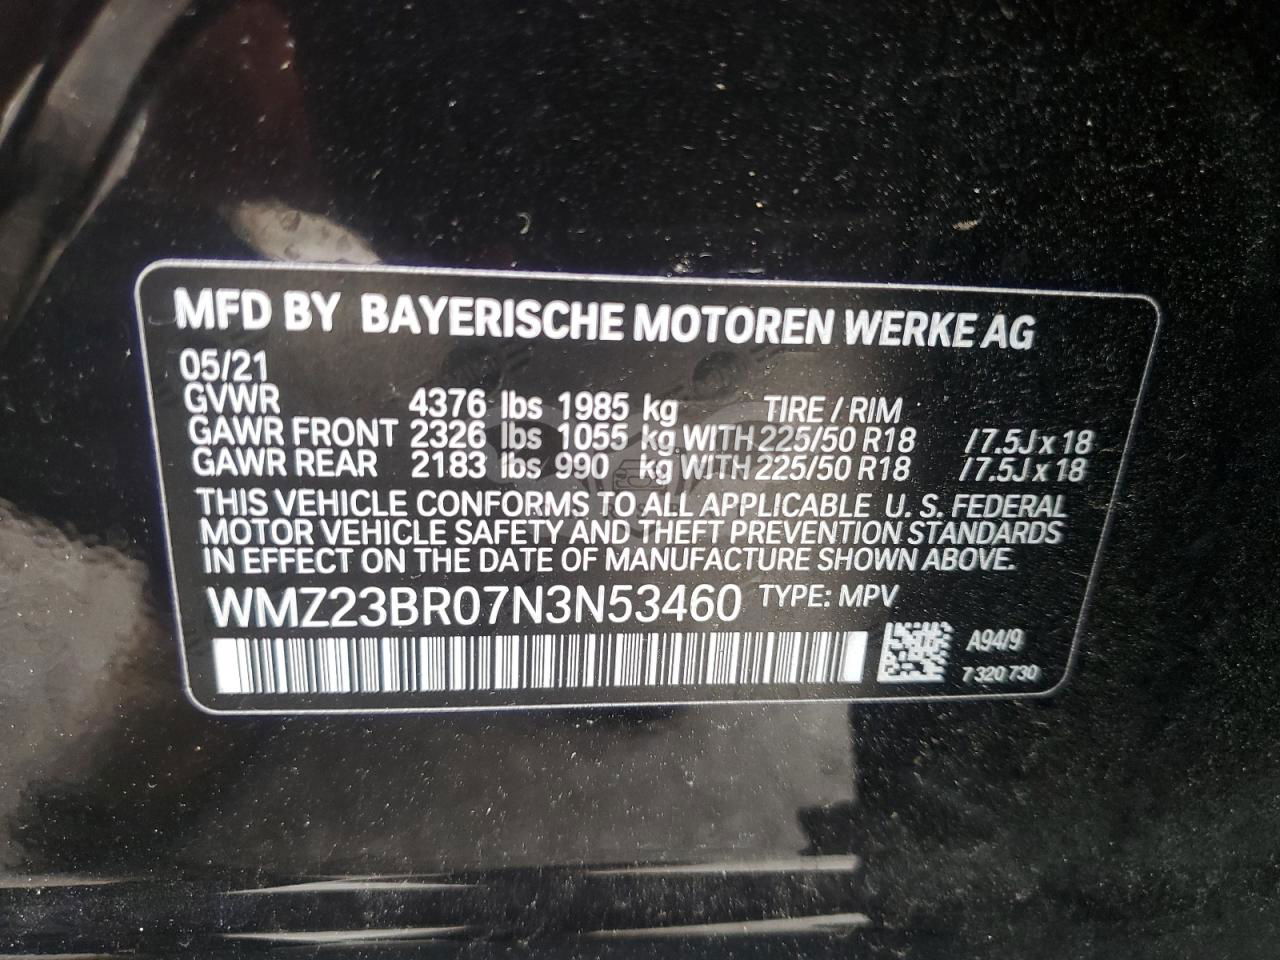 MFD BY BAYERISCHE MOTOREN WERKE AG
05/21
GVWR 4376 lbs 1985 kg TIRE / RIM
GAWR FRONT 2326 lbs 1055 kg WITH 225/50 R18 / 7.5J x 18
GAWR REAR 2183 lbs 990 kg WITH 225/50 R18 / 7.5J x 18
THIS VEHICLE CONFORMS TO ALL APPLICABLE U. S. FEDERAL
MOTOR VEHICLE SAFETY AND THEFT PREVENTION STANDARDS
IN EFFECT ON THE DATE OF MANUFACTURE SHOWN ABOVE.
WMZ23BR07N3N53460 TYPE: MPV
A94/9
7 320 730